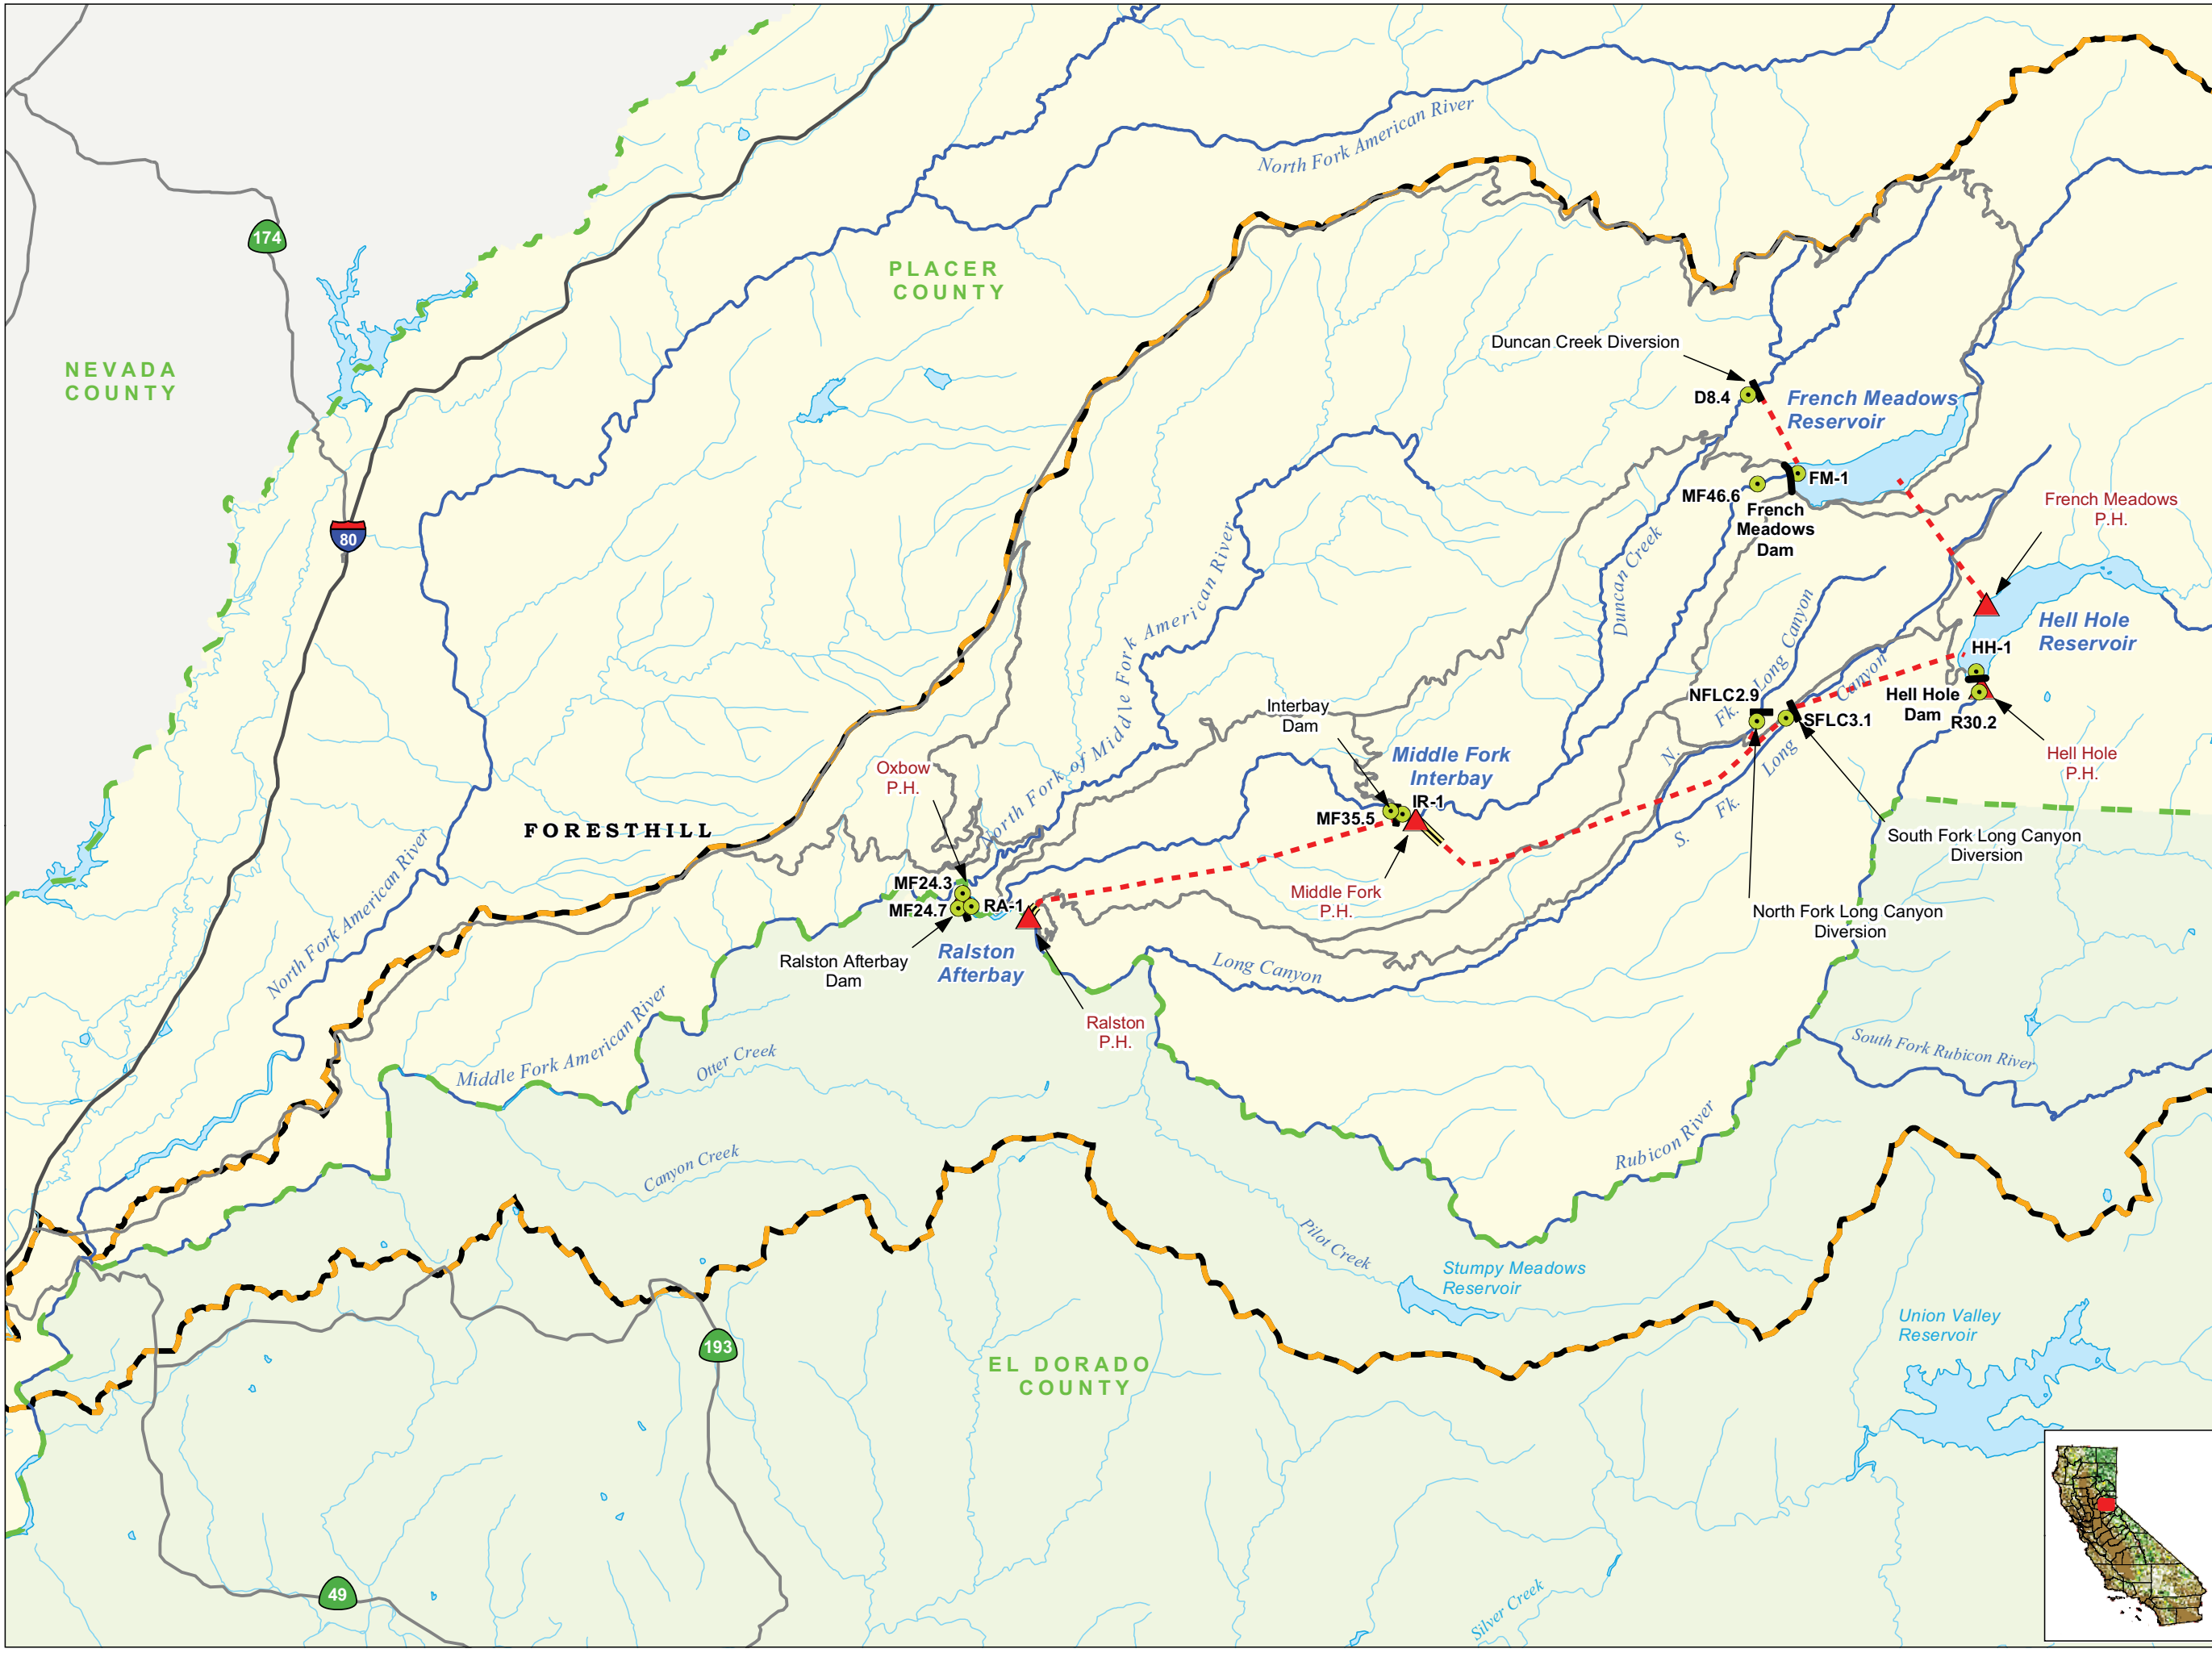 North Fork American River
174
PLACER
COUNTY
NEVADA
COUNTY
Duncan Creek Diversion
D8.4
French Meadows
Reservoir
FM-1
MF46.6
French
Meadows
Dam
French Meadows
P.H.
80
Duncan Creek
North Fork of Middle Fork American River
N. Fk. Long Canyon
Hell Hole
Reservoir
HH-1
NFLC2.9
SFLC3.1
Hell Hole
Dam
R30.2
S. Fk. Long Canyon
Hell Hole
P.H.
Interbay
Dam
Middle Fork
Interbay
IR-1
MF35.5
Oxbow
P.H.
FORESTHILL
South Fork Long Canyon
Diversion
North Fork American River
MF24.3
MF24.7
RA-1
Middle Fork
P.H.
North Fork Long Canyon
Diversion
Ralston Afterbay
Dam
Ralston
Afterbay
Long Canyon
Ralston
P.H.
Middle Fork American River
Otter Creek
South Fork Rubicon River
Canyon Creek
Rubicon River
Pilot Creek
Stumpy Meadows
Reservoir
Union Valley
Reservoir
193
EL DORADO
COUNTY
49
Silver Creek